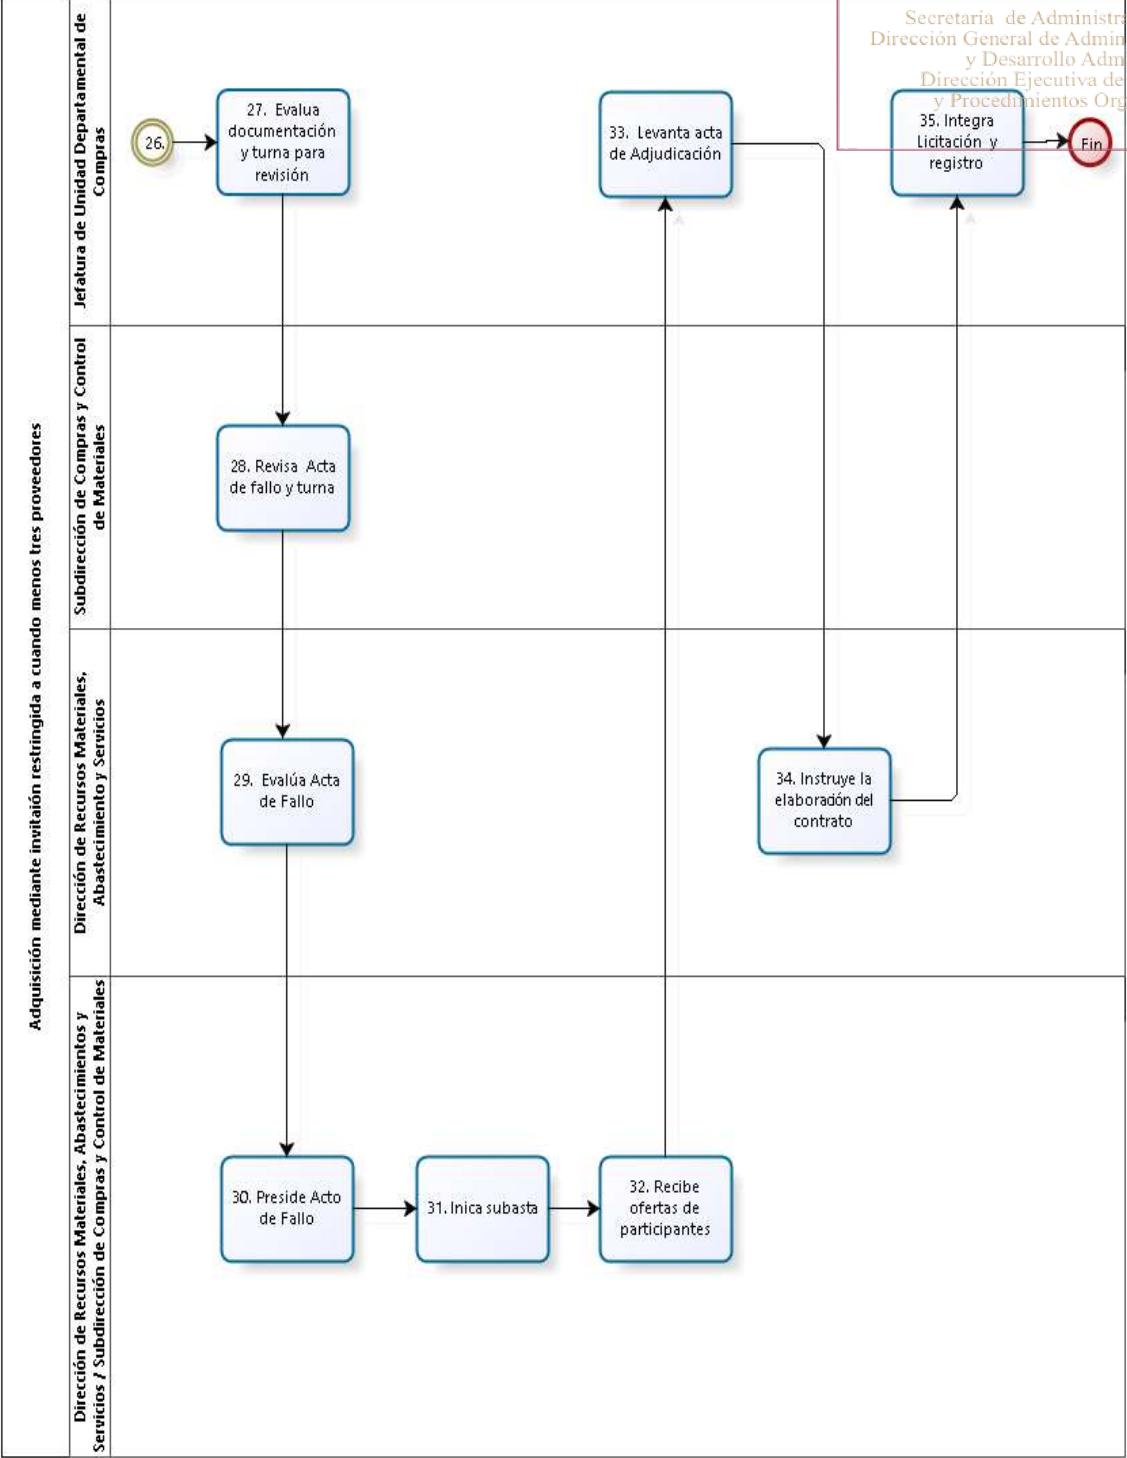 Adquisición mediante invitaión restringida a cuando menos tres proveedores
Jefatura de Unidad Departamental de
Compras
Secretaria de Administra
Dirección General de Admin
y Desarrollo Adm
Dirección Ejecutiva de
y Procedimientos Org
26.
27. Evalua
documentación
y turna para
revisión
33. Levanta acta
de Adjudicación
35. Integra
Licitación y
registro
Fin
Subdirección de Compras y Control
de Materiales
28. Revisa Acta
de fallo y turna
Dirección de Recursos Materiales,
Abastecimiento y Servicios
29. Evalúa Acta
de Fallo
34. Instruye la
elaboración del
contrato
Dirección de Recursos Materiales, Abastecimientos y
Servicios / Subdirección de Compras y Control de Materiales
30. Preside Acto
de Fallo
31. Inica subasta
32. Recibe
ofertas de
participantes